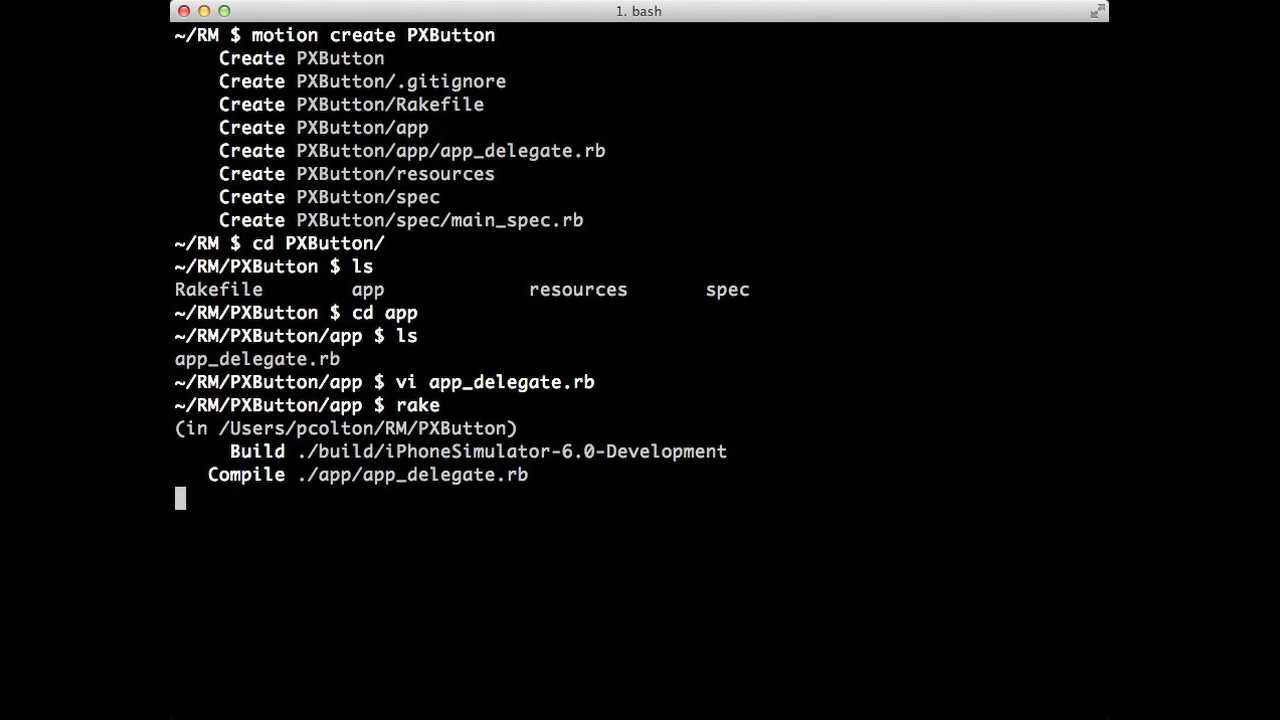 1. bash
~/RM $ motion create PXButton
Create PXButton
Create PXButton/.gitignore
Create PXButton/Rakefile
Create PXButton/app
Create PXButton/app/app_delegate.rb
Create PXButton/resources
Create PXButton/spec
Create PXButton/spec/main_spec.rb
~/RM $ cd PXButton/
~/RM/PXButton $ ls
Rakefile app resources spec
~/RM/PXButton $ cd app
~/RM/PXButton/app $ ls
app_delegate.rb
~/RM/PXButton/app $ vi app_delegate.rb
~/RM/PXButton/app $ rake
(in /Users/pcolton/RM/PXButton)
Build ./build/iPhoneSimulator-6.0-Development
Compile ./app/app_delegate.rb